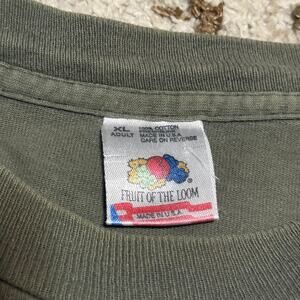 XL
ADULT
100% COTTON
MADE IN U.S.A.
CARE ON REVERSE
®
FRUIT OF THE LOOM
MADE IN U.S.A.